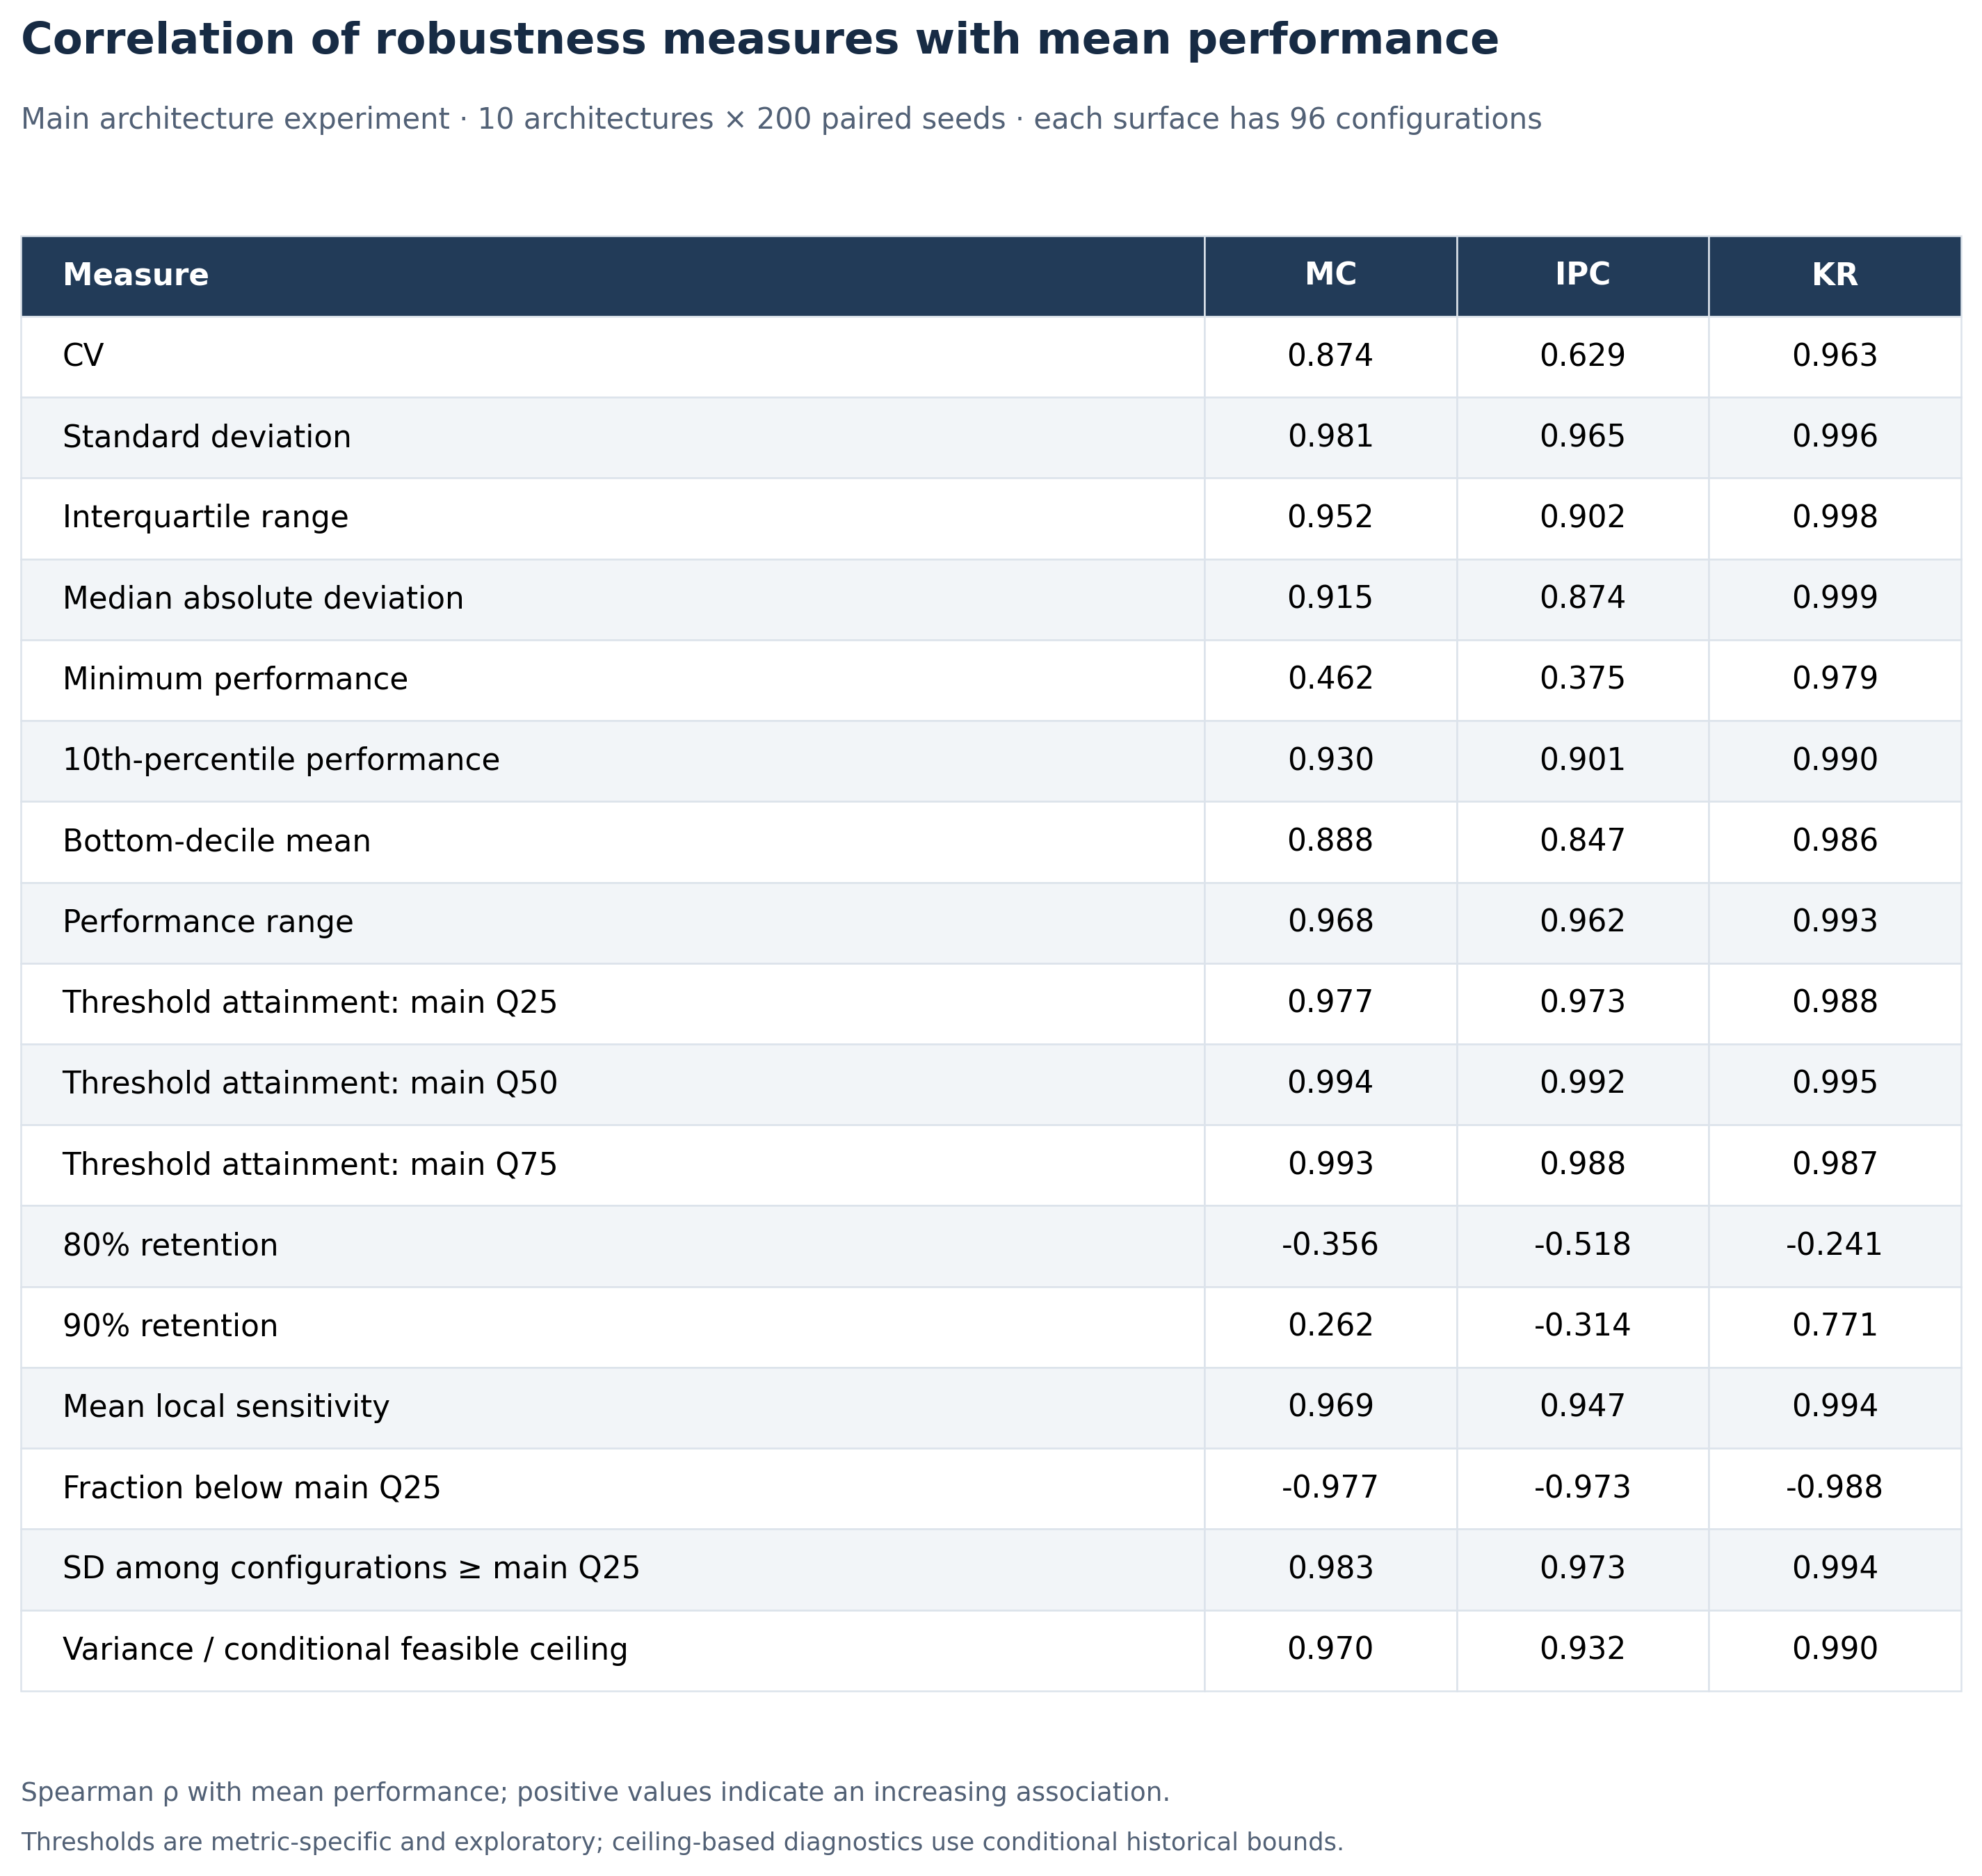 Correlation of robustness measures with mean performance
Main architecture experiment · 10 architectures × 200 paired seeds · each surface has 96 configurations
Measure MC IPC KR
CV 0.874 0.629 0.963
Standard deviation 0.981 0.965 0.996
Interquartile range 0.952 0.902 0.998
Median absolute deviation 0.915 0.874 0.999
Minimum performance 0.462 0.375 0.979
10th-percentile performance 0.930 0.901 0.990
Bottom-decile mean 0.888 0.847 0.986
Performance range 0.968 0.962 0.993
Threshold attainment: main Q25 0.977 0.973 0.988
Threshold attainment: main Q50 0.994 0.992 0.995
Threshold attainment: main Q75 0.993 0.988 0.987
80% retention -0.356 -0.518 -0.241
90% retention 0.262 -0.314 0.771
Mean local sensitivity 0.969 0.947 0.994
Fraction below main Q25 -0.977 -0.973 -0.988
SD among configurations ≥ main Q25 0.983 0.973 0.994
Variance / conditional feasible ceiling 0.970 0.932 0.990
Spearman ρ with mean performance; positive values indicate an increasing association.
Thresholds are metric-specific and exploratory; ceiling-based diagnostics use conditional historical bounds.